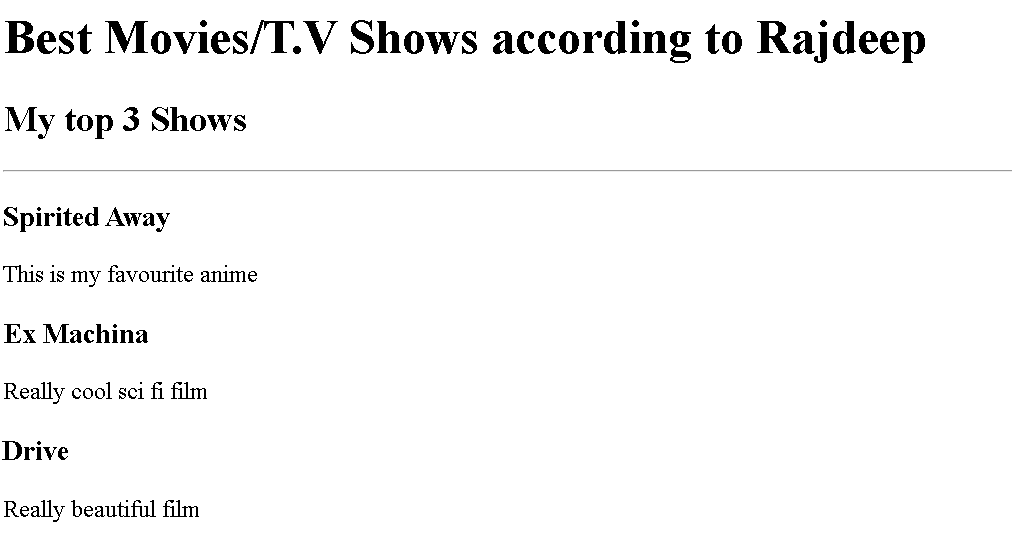 Best Movies/T.V Shows according to Rajdeep
My top 3 Shows
Spirited Away
This is my favourite anime
Ex Machina
Really cool sci fi film
Drive
Really beautiful film